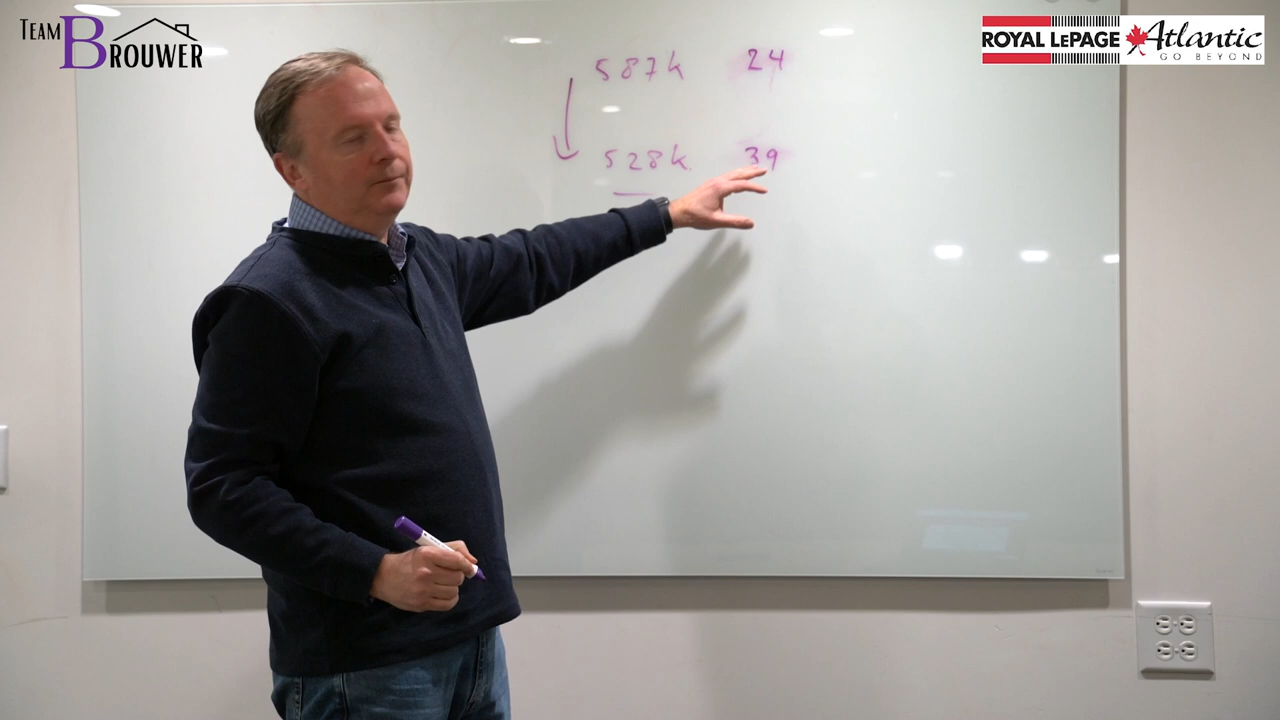 TEAM BROUWER
ROYAL LEPAGE Atlantic
GO BEYOND
587k 24
528k 39